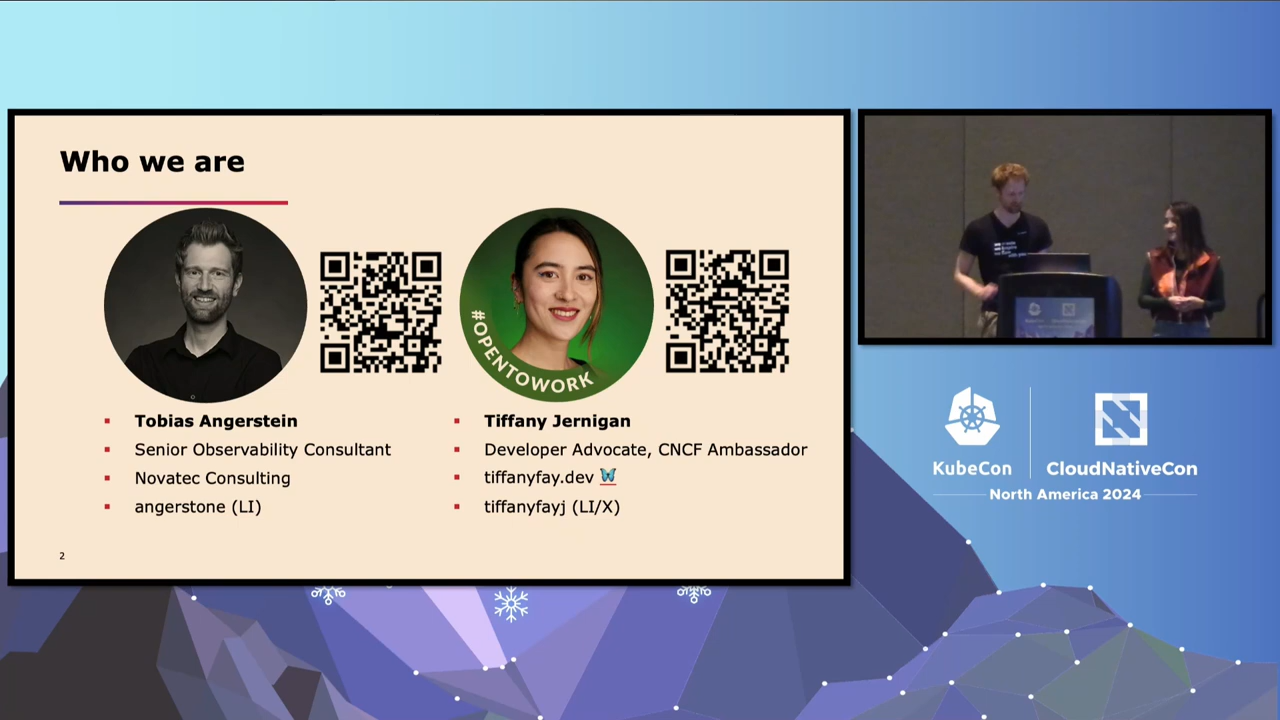 Who we are
#OPENTOWORK
Tobias Angerstein
Senior Observability Consultant
Novatec Consulting
angerstone (LI)
Tiffany Jernigan
Developer Advocate, CNCF Ambassador
tiffanyfay.dev 🦋
tiffanyfayj (LI/X)
2
KubeCon
CloudNativeCon
North America 2024